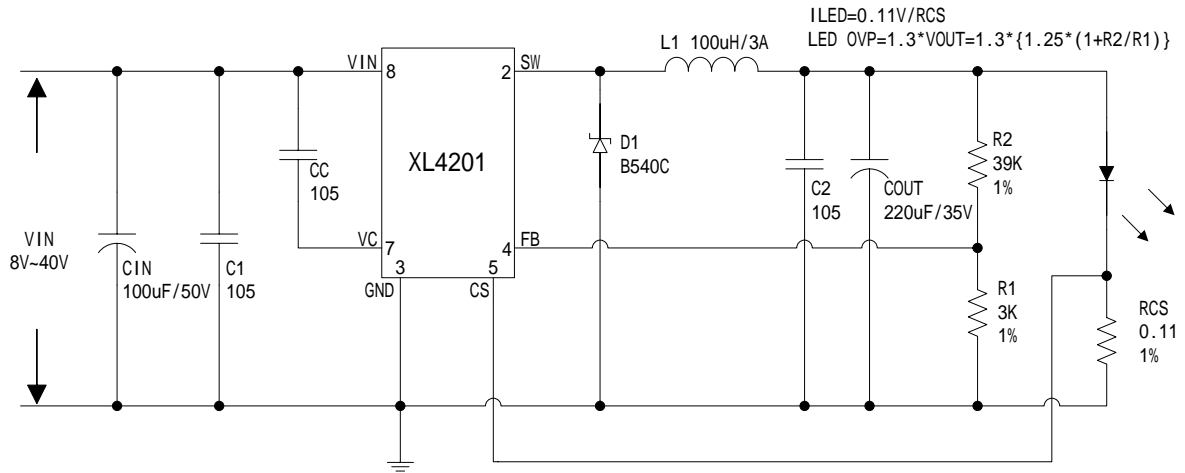 ILED=0.11V/RCS
LED OVP=1.3*VOUT=1.3*{1.25*(1+R2/R1)}
L1 100uH/3A
VIN
8
2
SW
XL4201
CC
105
D1
B540C
R2
39K
1%
C2
105
COUT
220uF/35V
VC
7
4
FB
VIN
8V~40V
CIN
100uF/50V
C1
105
3
GND
5
CS
R1
3K
1%
RCS
0.11
1%